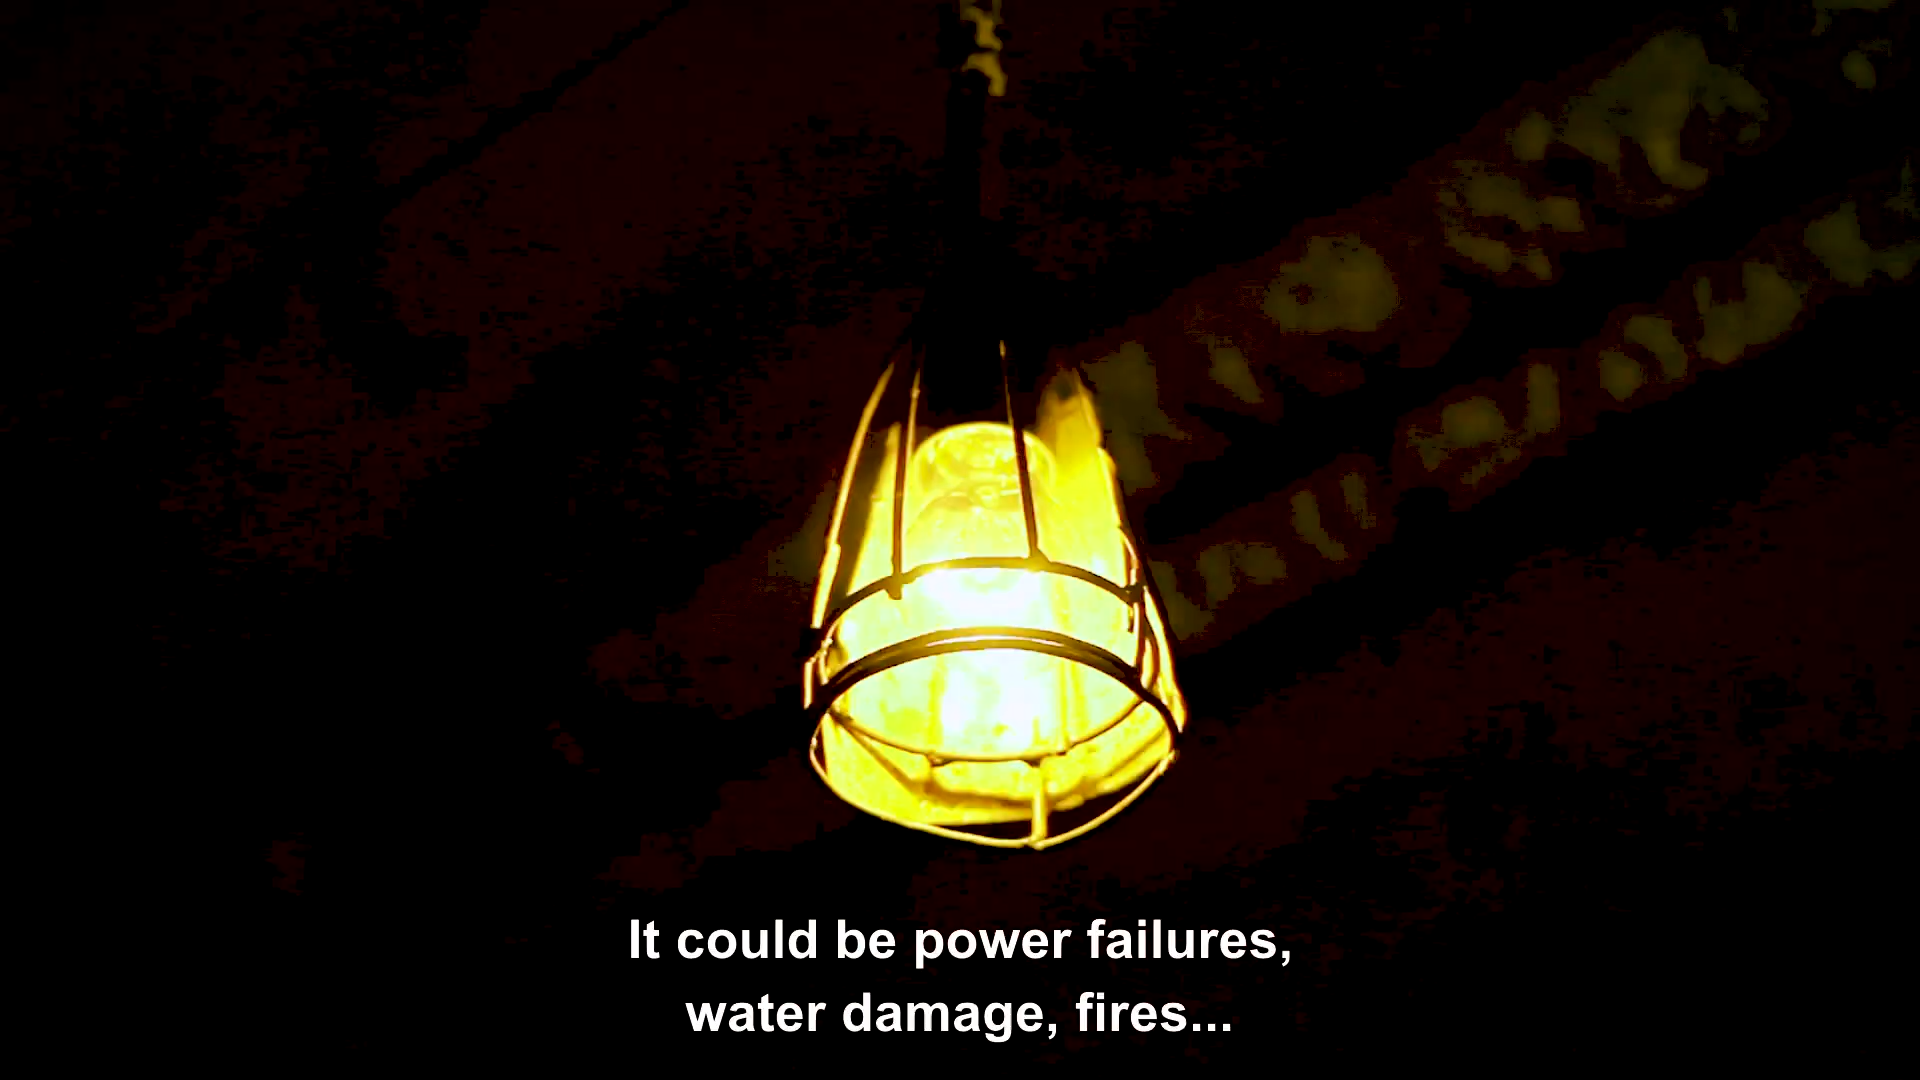 It could be power failures,
water damage, fires...